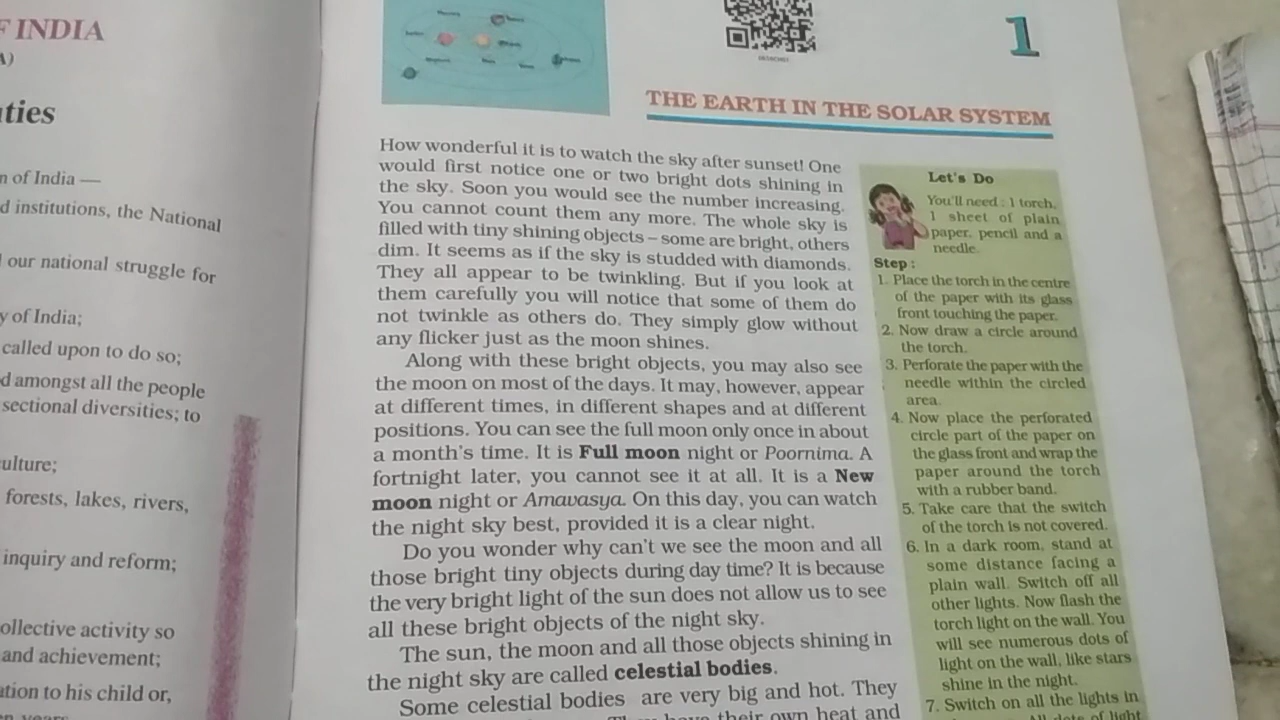 F INDIA
A)
ties
n of India —
d institutions, the National
l our national struggle for
y of India;
called upon to do so;
d amongst all the people
sectional diversities; to
ulture;
forests, lakes, rivers,
inquiry and reform;
ollective activity so
and achievement;
ation to his child or,
1
THE EARTH IN THE SOLAR SYSTEM
How wonderful it is to watch the sky after sunset! One
would first notice one or two bright dots shining in
the sky. Soon you would see the number increasing.
You cannot count them any more. The whole sky is
filled with tiny shining objects – some are bright, others
dim. It seems as if the sky is studded with diamonds.
They all appear to be twinkling. But if you look at
them carefully you will notice that some of them do
not twinkle as others do. They simply glow without
any flicker just as the moon shines.
Along with these bright objects, you may also see
the moon on most of the days. It may, however, appear
at different times, in different shapes and at different
positions. You can see the full moon only once in about
a month's time. It is Full moon night or Poornima. A
fortnight later, you cannot see it at all. It is a New
moon night or Amavasya. On this day, you can watch
the night sky best, provided it is a clear night.
Do you wonder why can't we see the moon and all
those bright tiny objects during day time? It is because
the very bright light of the sun does not allow us to see
all these bright objects of the night sky.
The sun, the moon and all those objects shining in
the night sky are called celestial bodies.
Some celestial bodies are very big and hot. They
They have their own heat and
Let's Do
You'll need : 1 torch,
1 sheet of plain
paper, pencil and a
needle.
Step :
1. Place the torch in the centre
of the paper with its glass
front touching the paper.
2. Now draw a circle around
the torch.
3. Perforate the paper with the
needle within the circled
area.
4. Now place the perforated
circle part of the paper on
the glass front and wrap the
paper around the torch
with a rubber band.
5. Take care that the switch
of the torch is not covered.
6. In a dark room, stand at
some distance facing a
plain wall. Switch off all
other lights. Now flash the
torch light on the wall. You
will see numerous dots of
light on the wall, like stars
shine in the night.
7. Switch on all the lights in
All dots of light